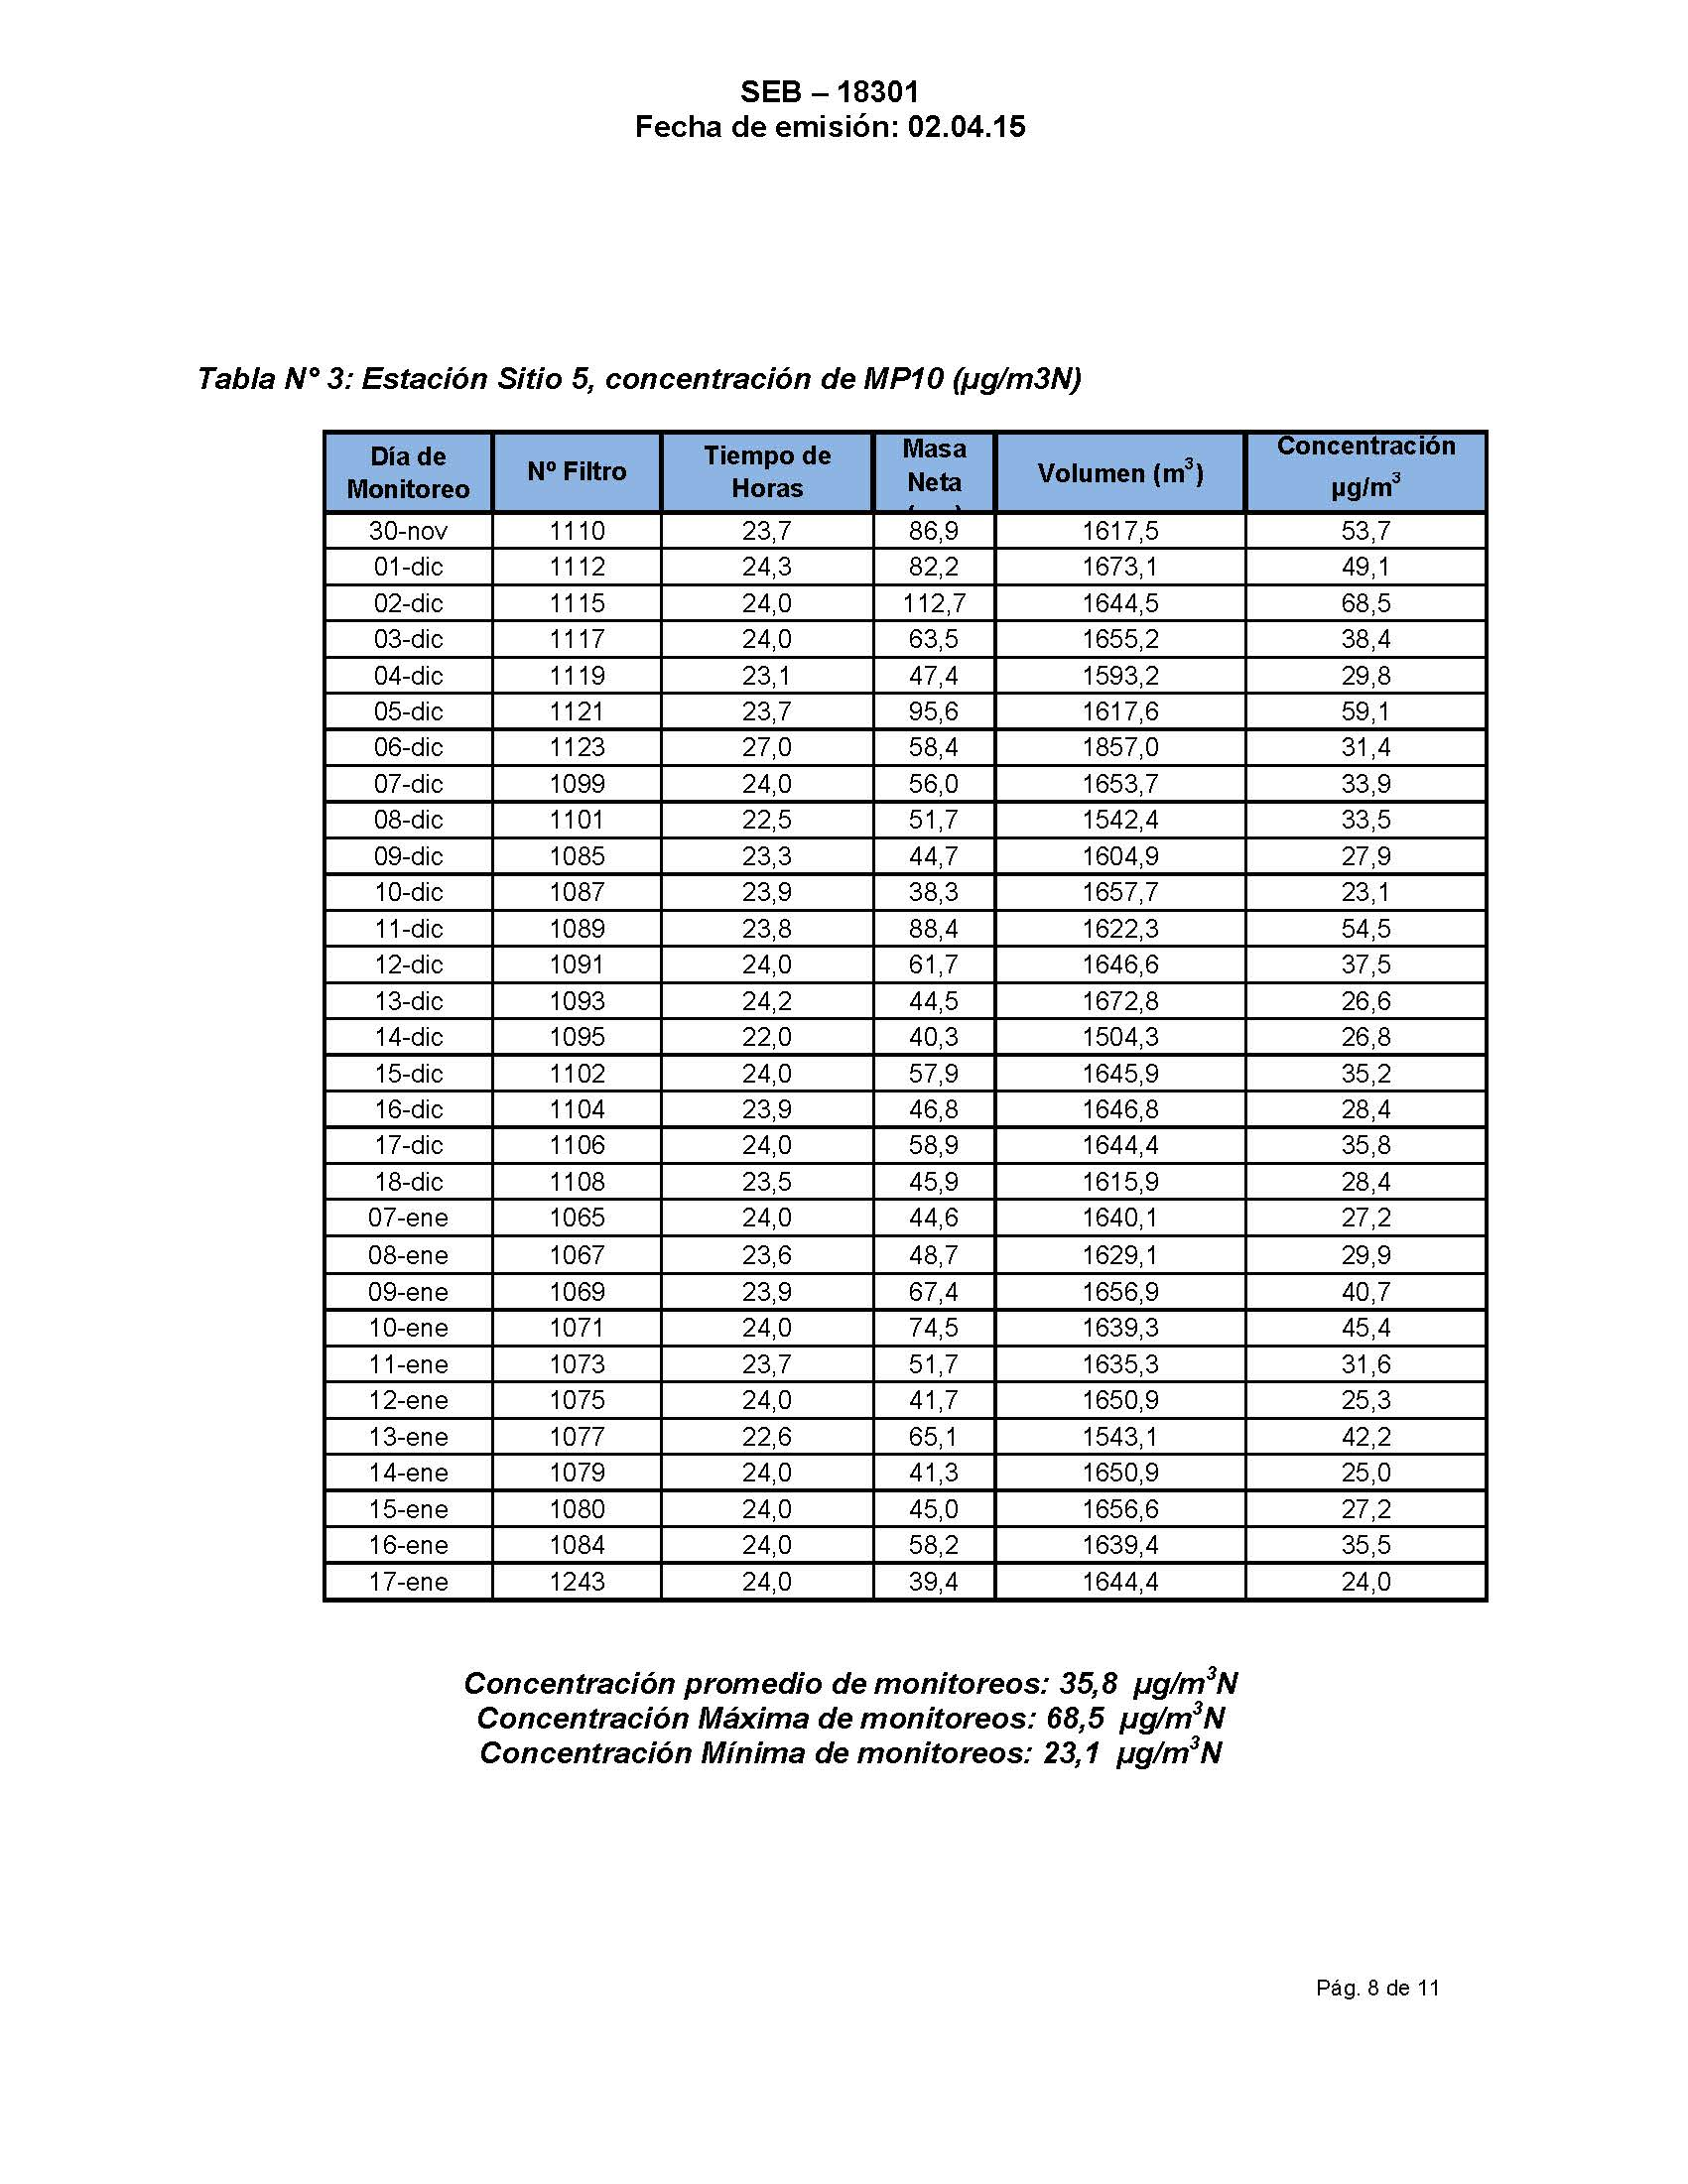 SEB – 18301
Fecha de emisión: 02.04.15
Tabla N° 3: Estación Sitio 5, concentración de MP10 (µg/m3N)
Día de Monitoreo Nº Filtro Tiempo de Horas Masa Neta Volumen (m³) Concentración µg/m³
30-nov 1110 23,7 86,9 1617,5 53,7
01-dic 1112 24,3 82,2 1673,1 49,1
02-dic 1115 24,0 112,7 1644,5 68,5
03-dic 1117 24,0 63,5 1655,2 38,4
04-dic 1119 23,1 47,4 1593,2 29,8
05-dic 1121 23,7 95,6 1617,6 59,1
06-dic 1123 27,0 58,4 1857,0 31,4
07-dic 1099 24,0 56,0 1653,7 33,9
08-dic 1101 22,5 51,7 1542,4 33,5
09-dic 1085 23,3 44,7 1604,9 27,9
10-dic 1087 23,9 38,3 1657,7 23,1
11-dic 1089 23,8 88,4 1622,3 54,5
12-dic 1091 24,0 61,7 1646,6 37,5
13-dic 1093 24,2 44,5 1672,8 26,6
14-dic 1095 22,0 40,3 1504,3 26,8
15-dic 1102 24,0 57,9 1645,9 35,2
16-dic 1104 23,9 46,8 1646,8 28,4
17-dic 1106 24,0 58,9 1644,4 35,8
18-dic 1108 23,5 45,9 1615,9 28,4
07-ene 1065 24,0 44,6 1640,1 27,2
08-ene 1067 23,6 48,7 1629,1 29,9
09-ene 1069 23,9 67,4 1656,9 40,7
10-ene 1071 24,0 74,5 1639,3 45,4
11-ene 1073 23,7 51,7 1635,3 31,6
12-ene 1075 24,0 41,7 1650,9 25,3
13-ene 1077 22,6 65,1 1543,1 42,2
14-ene 1079 24,0 41,3 1650,9 25,0
15-ene 1080 24,0 45,0 1656,6 27,2
16-ene 1084 24,0 58,2 1639,4 35,5
17-ene 1243 24,0 39,4 1644,4 24,0
Concentración promedio de monitoreos: 35,8 µg/m³N
Concentración Máxima de monitoreos: 68,5 µg/m³N
Concentración Mínima de monitoreos: 23,1 µg/m³N
Pág. 8 de 11